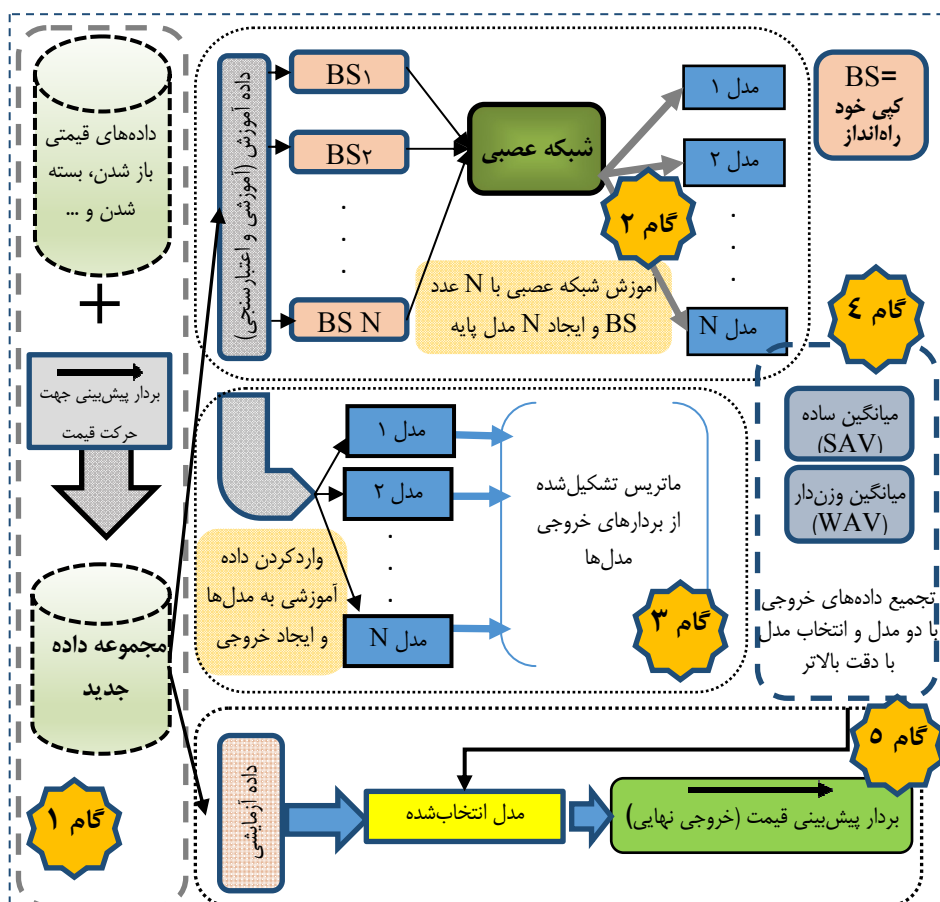 داده‌های قیمتی
باز شدن، بسته
شدن و ...
+
بردار پیش‌بینی جهت
حرکت قیمت
مجموعه داده
جدید
گام ۱
داده آموزش (آموزشی و اعتبارسنجی)
BS۱
BS۲
.
.
.
BS N
شبکه عصبی
مدل ۱
مدل ۲
.
.
.
مدل N
گام ۲
آموزش شبکه عصبی با N عدد
BS و ایجاد N مدل پایه
BS=
کپی خود
راه‌انداز
مدل ۱
مدل ۲
.
.
.
مدل N
واردکردن داده
آموزشی به مدل‌ها
و ایجاد خروجی
ماتریس تشکیل‌شده
از بردارهای خروجی
مدل‌ها
گام ۳
گام ۴
میانگین ساده
(SAV)
میانگین وزن‌دار
(WAV)
تجمیع داده‌های خروجی
با دو مدل و انتخاب مدل
با دقت بالاتر
گام ۵
داده آزمایشی
مدل انتخاب‌شده
بردار پیش‌بینی قیمت (خروجی نهایی)